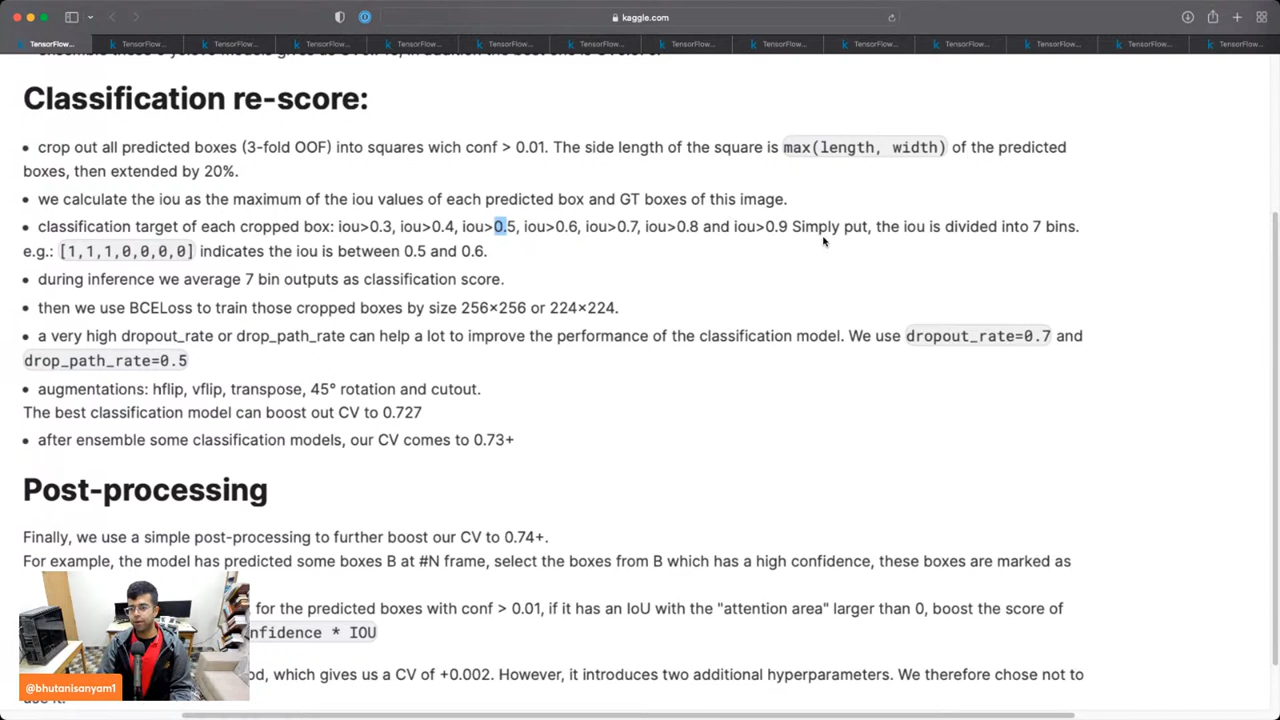 kaggle.com
TensorFlow... TensorFlow... TensorFlow... TensorFlow... TensorFlow... TensorFlow... TensorFlow... TensorFlow... TensorFlow... TensorFlow... TensorFlow... TensorFlow... TensorFlow... TensorFlow...
Classification re-score:
• crop out all predicted boxes (3-fold OOF) into squares wich conf > 0.01. The side length of the square is max(length, width) of the predicted
boxes, then extended by 20%.
• we calculate the iou as the maximum of the iou values of each predicted box and GT boxes of this image.
• classification target of each cropped box: iou>0.3, iou>0.4, iou>0.5, iou>0.6, iou>0.7, iou>0.8 and iou>0.9 Simply put, the iou is divided into 7 bins.
e.g.: [1,1,1,0,0,0,0] indicates the iou is between 0.5 and 0.6.
• during inference we average 7 bin outputs as classification score.
• then we use BCELoss to train those cropped boxes by size 256×256 or 224×224.
• a very high dropout_rate or drop_path_rate can help a lot to improve the performance of the classification model. We use dropout_rate=0.7 and
drop_path_rate=0.5
• augmentations: hflip, vflip, transpose, 45° rotation and cutout.
The best classification model can boost out CV to 0.727
• after ensemble some classification models, our CV comes to 0.73+
Post-processing
Finally, we use a simple post-processing to further boost our CV to 0.74+.
For example, the model has predicted some boxes B at #N frame, select the boxes from B which has a high confidence, these boxes are marked as
for the predicted boxes with conf > 0.01, if it has an IoU with the "attention area" larger than 0, boost the score of
nfidence * IOU
od, which gives us a CV of +0.002. However, it introduces two additional hyperparameters. We therefore chose not to
@bhutanisanyam1